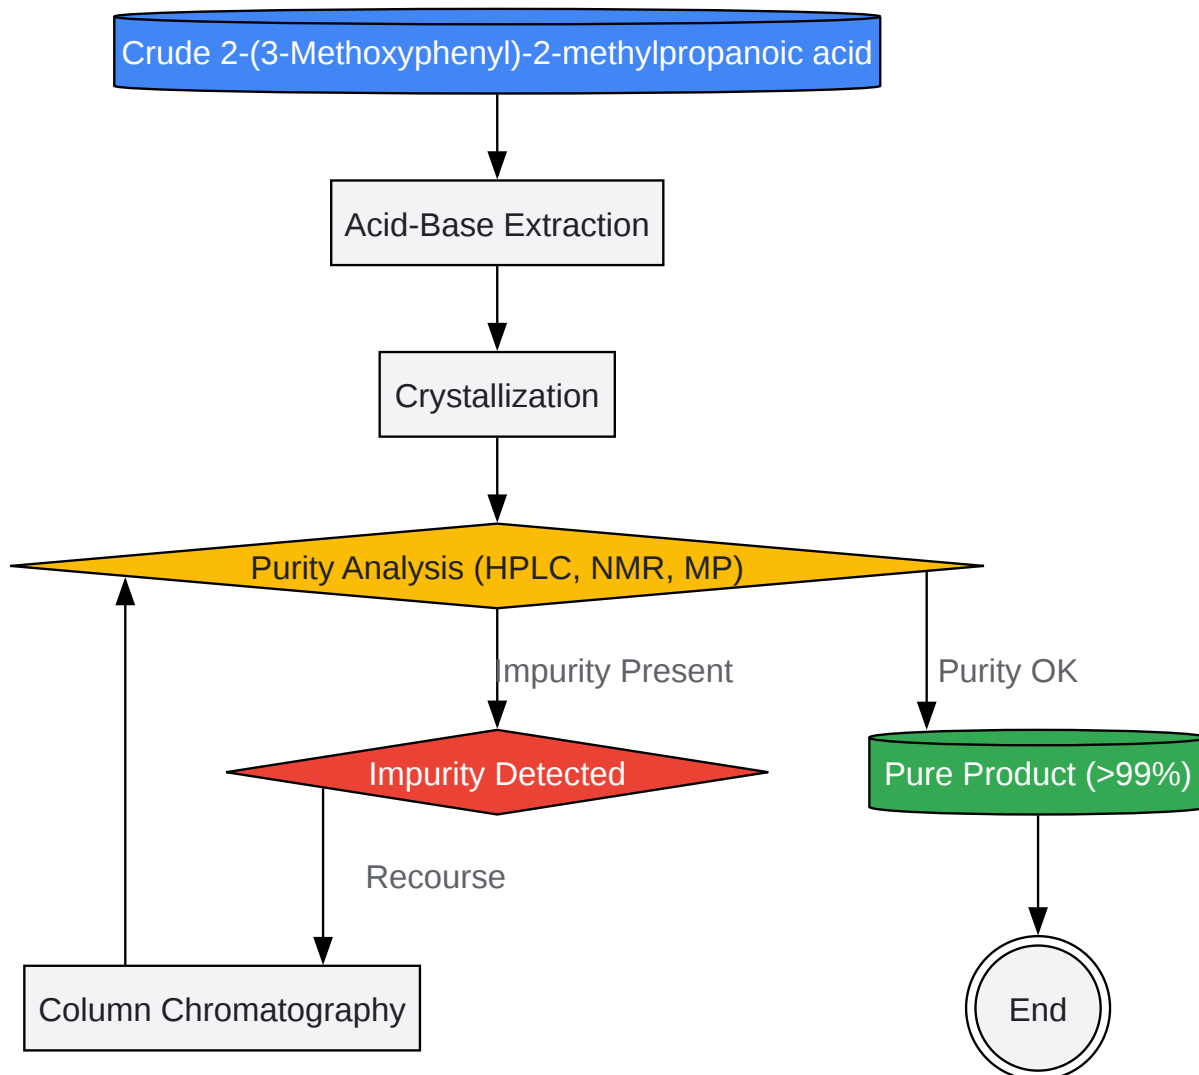 Crude 2-(3-Methoxyphenyl)-2-methylpropanoic acid
Acid-Base Extraction
Crystallization
Purity Analysis (HPLC, NMR, MP)
Impurity Present
Purity OK
Impurity Detected
Pure Product (>99%)
Recourse
Column Chromatography
End